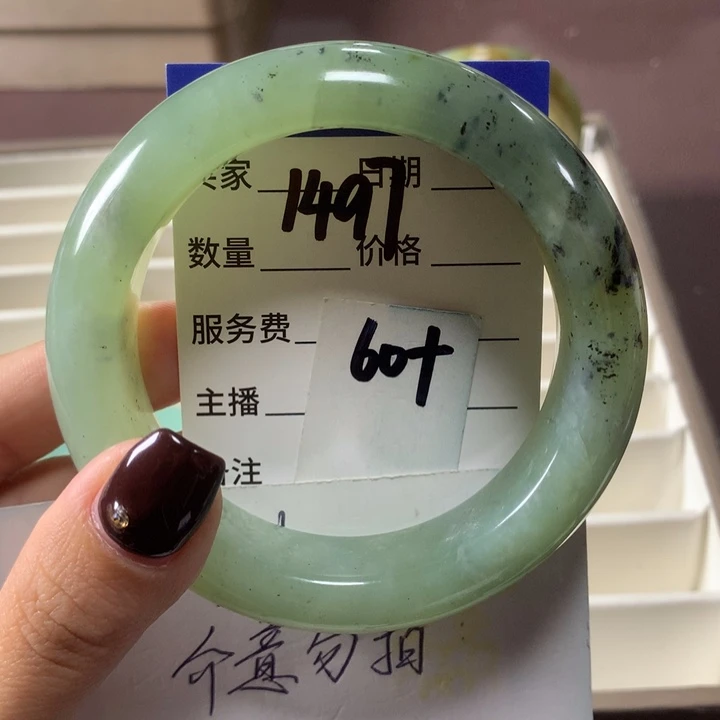 家 1497 日期
数量 价格
服务费 60+
主播
注
介意勿拍